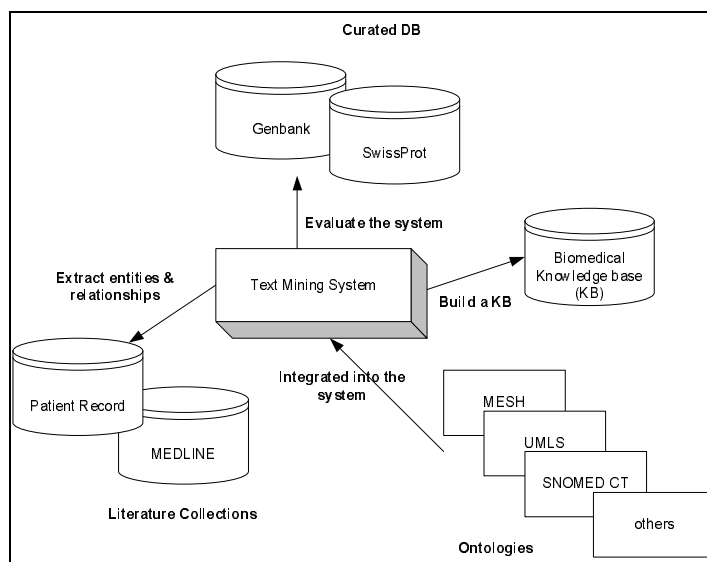 Curated DB
Genbank
SwissProt
Evaluate the system
Extract entities &
relationships
Text Mining System
Biomedical
Knowledge base
(KB)
Build a KB
Integrated into the
system
Patient Record
MEDLINE
MESH
UMLS
SNOMED CT
others
Literature Collections
Ontologies